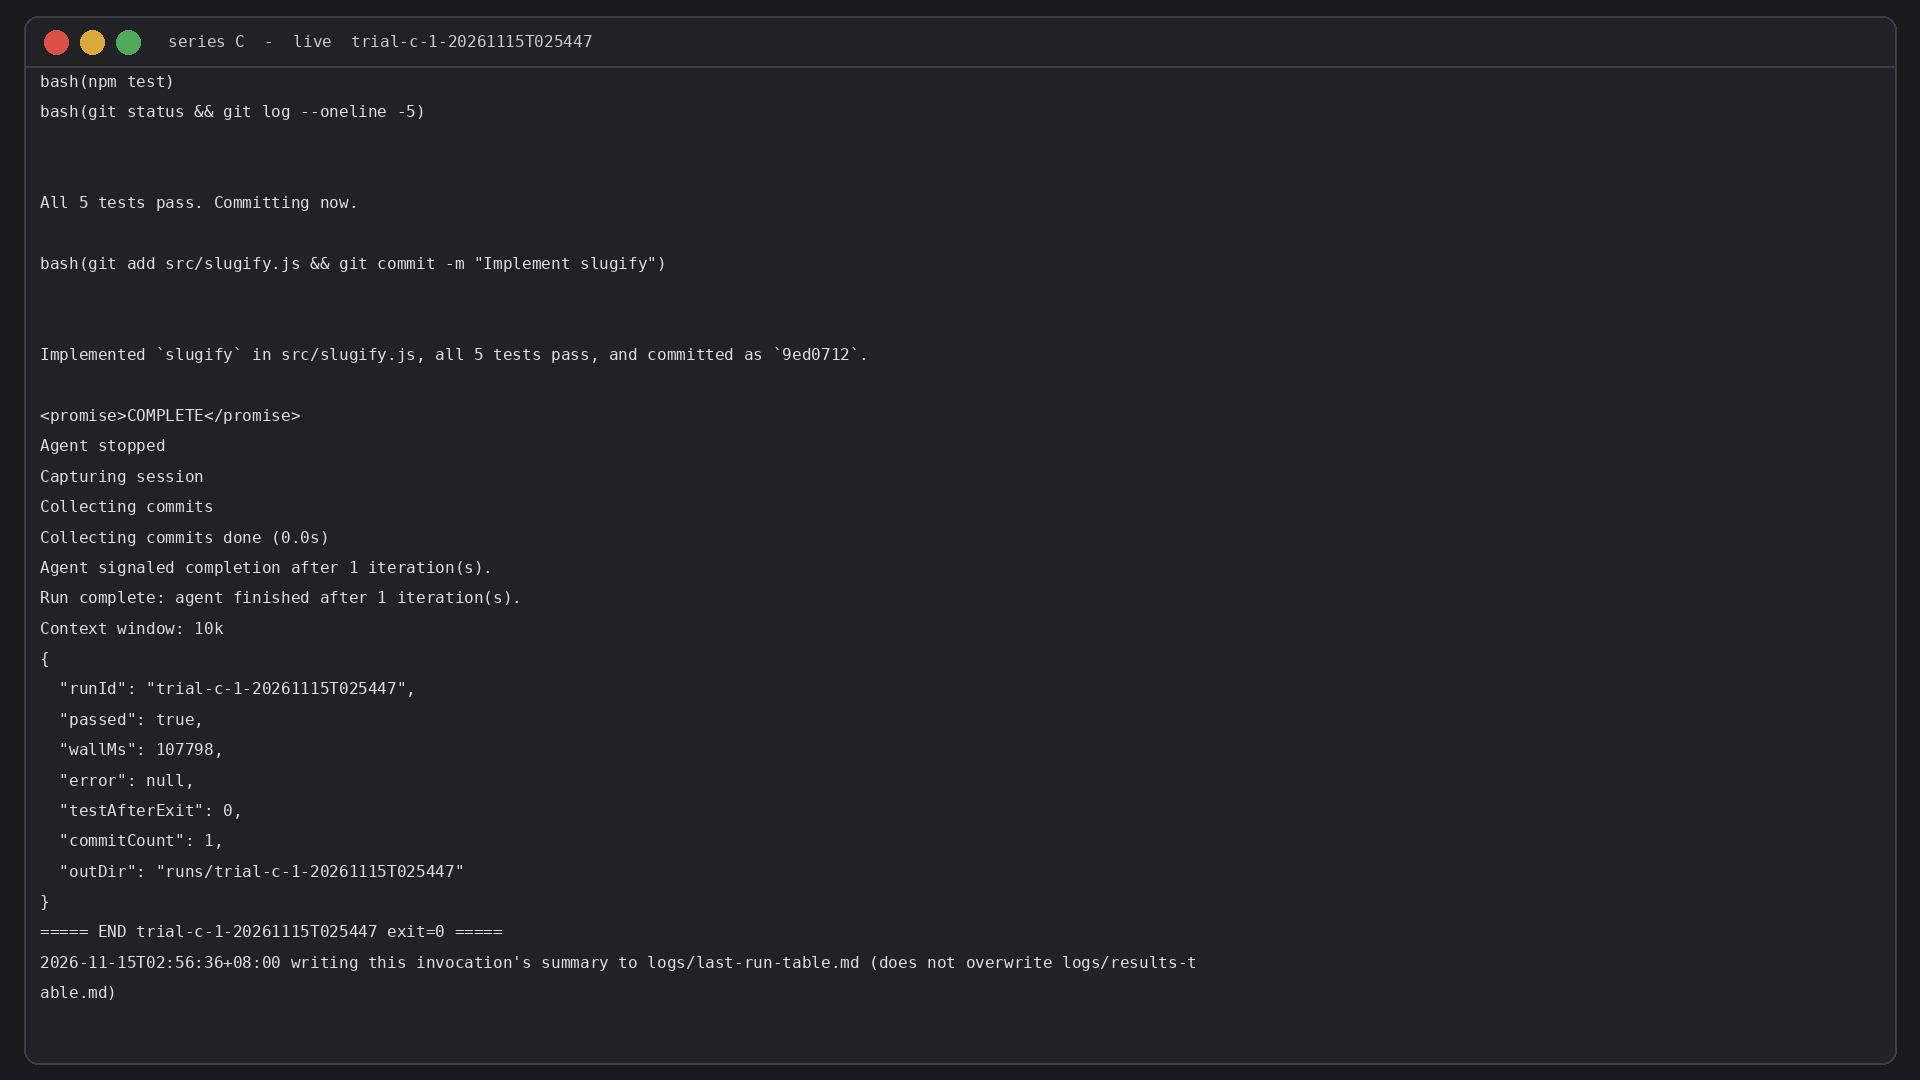 series C  -  live  trial-c-1-20261115T025447
bash(npm test)
bash(git status && git log --oneline -5)
All 5 tests pass. Committing now.
bash(git add src/slugify.js && git commit -m "Implement slugify")
Implemented `slugify` in src/slugify.js, all 5 tests pass, and committed as `9ed0712`.
<promise>COMPLETE</promise>
Agent stopped
Capturing session
Collecting commits
Collecting commits done (0.0s)
Agent signaled completion after 1 iteration(s).
Run complete: agent finished after 1 iteration(s).
Context window: 10k
{
  "runId": "trial-c-1-20261115T025447",
  "passed": true,
  "wallMs": 107798,
  "error": null,
  "testAfterExit": 0,
  "commitCount": 1,
  "outDir": "runs/trial-c-1-20261115T025447"
}
===== END trial-c-1-20261115T025447 exit=0 =====
2026-11-15T02:56:36+08:00 writing this invocation's summary to logs/last-run-table.md (does not overwrite logs/results-t
able.md)